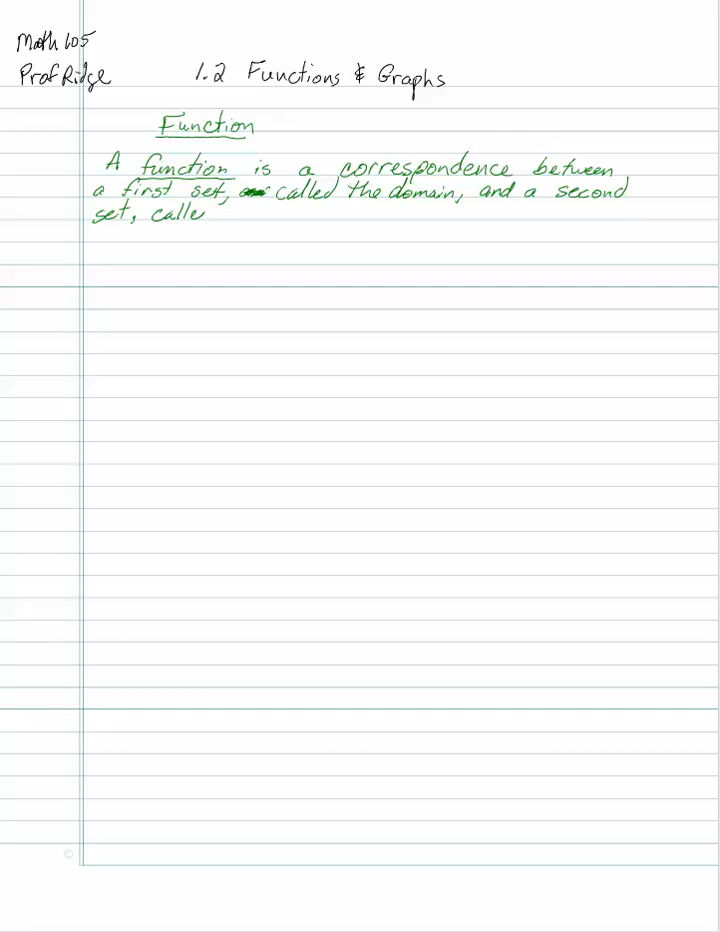 Math 105
Prof Ridge
1.2 Functions & Graphs
Function
A function is a correspondence between
a first set, called the domain, and a second
set, calle